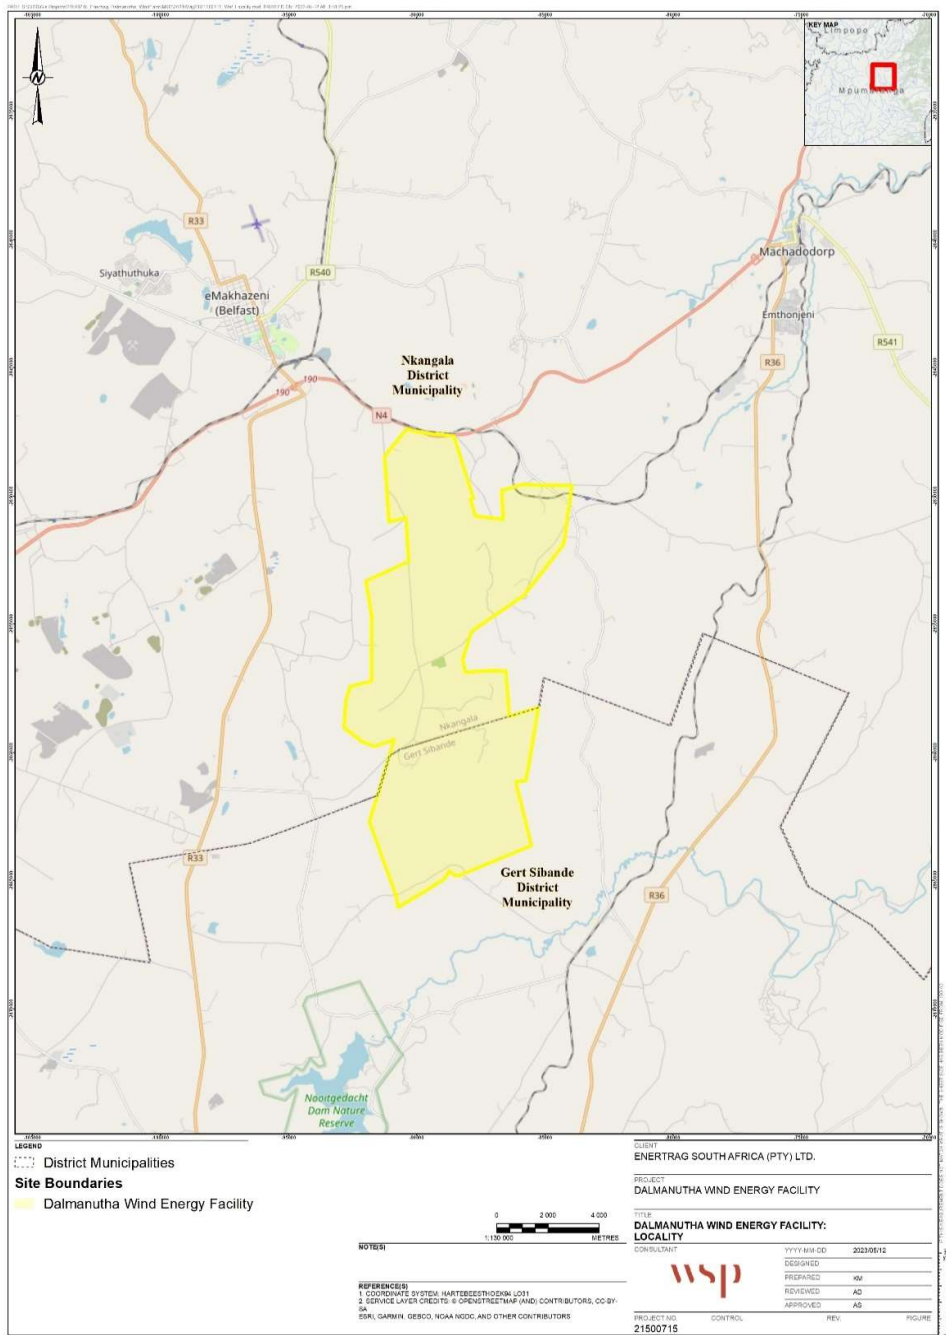 KEY MAP
Limpopo
Mpumalanga
N
R33
Siyathuthuka
R540
eMakhazeni
(Belfast)
Machadodorp
Emthonjeni
R541
R36
Nkangala
District
Municipality
190
190
N4
Nkangala
Gert Sibande
R33
Gert Sibande
District
Municipality
R36
Nooitgedacht
Dam Nature
Reserve
LEGEND
District Municipalities
Site Boundaries
Dalmanutha Wind Energy Facility
0 2 000 4 000
1:130 000 METRES
NOTE(S)
REFERENCE(S)
1. COORDINATE SYSTEM: HARTEBEESTHOEK94 LO31
2. SERVICE LAYER CREDITS: © OPENSTREETMAP (AND) CONTRIBUTORS, CC-BY-
SA
ESRI, GARMIN, GEBCO, NOAA NGDC, AND OTHER CONTRIBUTORS
CLIENT
ENERTRAG SOUTH AFRICA (PTY) LTD.
PROJECT
DALMANUTHA WIND ENERGY FACILITY
TITLE
DALMANUTHA WIND ENERGY FACILITY:
LOCALITY
CONSULTANT
wsp
YYYY-MM-DD 2023/05/12
DESIGNED
PREPARED KM
REVIEWED AD
APPROVED AS
PROJECT NO. CONTROL REV. FIGURE
21500715